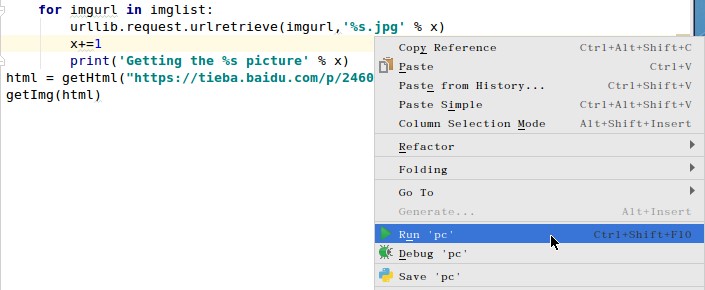 for imgurl in imglist:
urllib.request.urlretrieve(imgurl,'%s.jpg' % x)
x+=1
print('Getting the %s picture' % x)
html = getHtml("https://tieba.baidu.com/p/2460
getImg(html)
Copy Reference Ctrl+Alt+Shift+C
Paste Ctrl+V
Paste from History... Ctrl+Shift+V
Paste Simple Ctrl+Alt+Shift+V
Column Selection Mode Alt+Shift+Insert
Refactor
Folding
Go To
Generate... Alt+Insert
Run 'pc' Ctrl+Shift+F10
Debug 'pc'
Save 'pc'